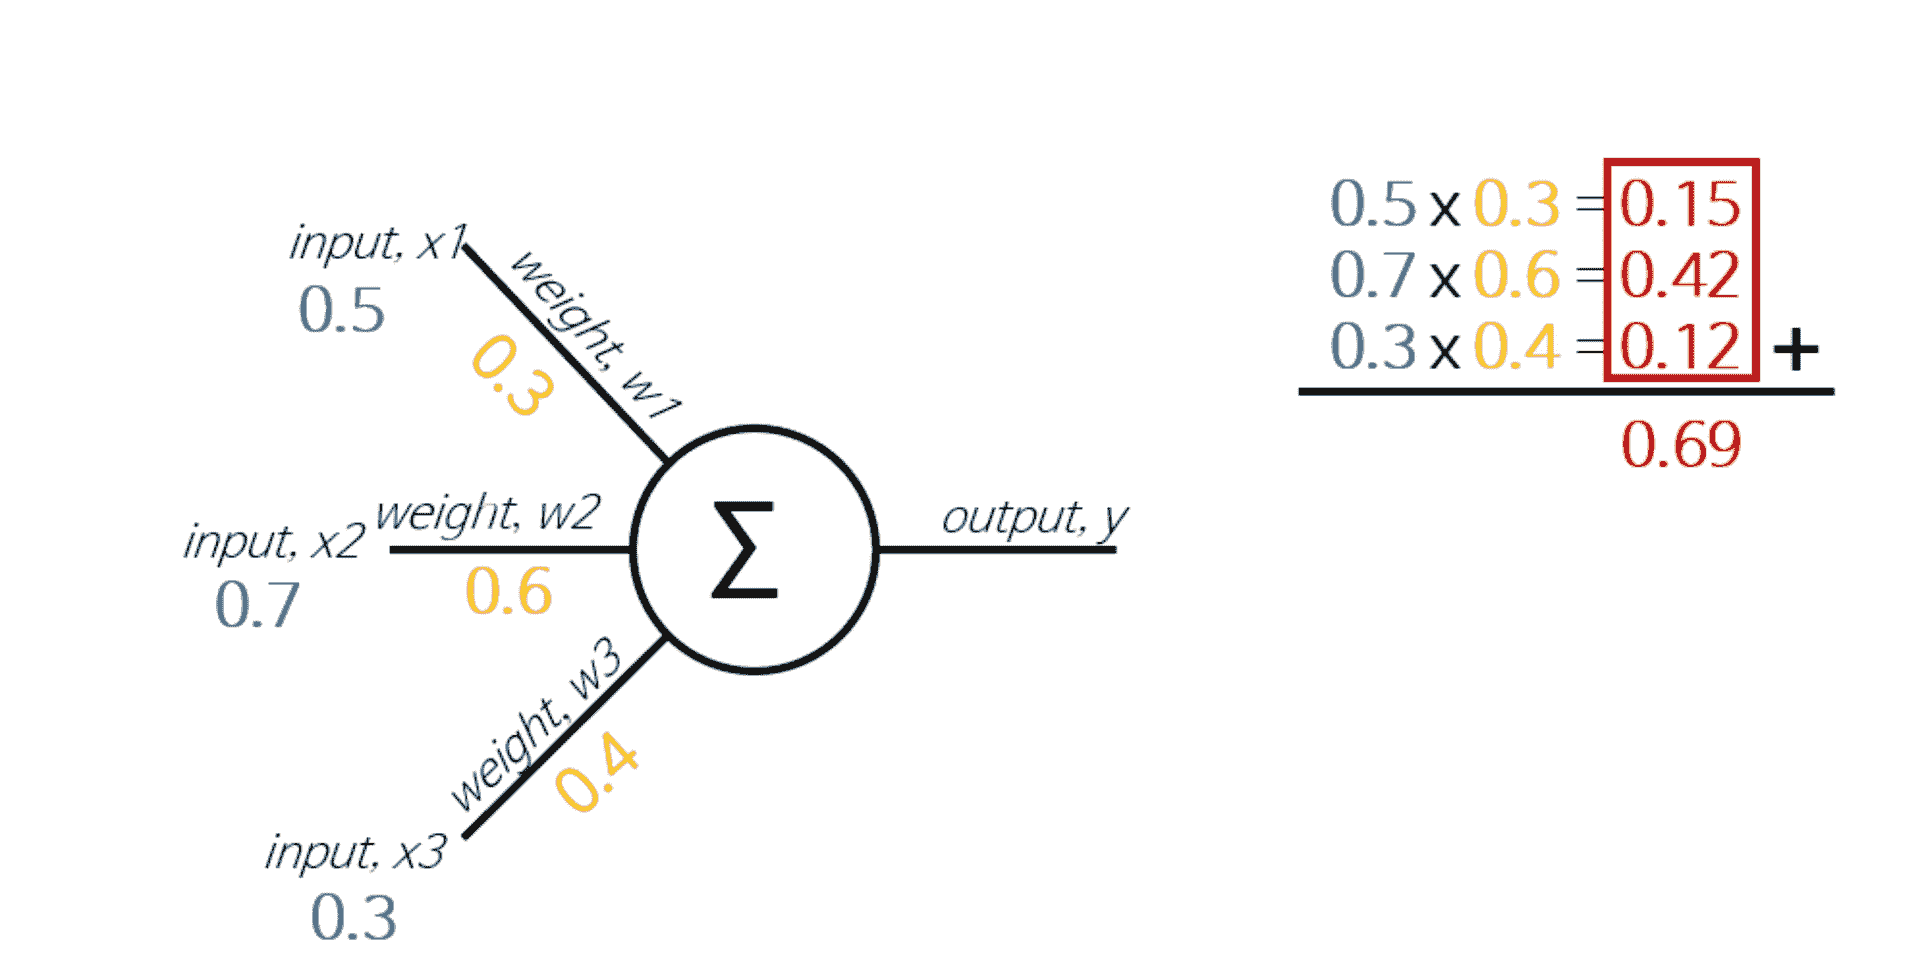 input, x1
0.5
weight, w1
0.3
input, x2
0.7
weight, w2
0.6
input, x3
0.3
weight, w3
0.4
Σ
output, y
0.5 x 0.3 = 0.15
0.7 x 0.6 = 0.42
0.3 x 0.4 = 0.12 +
0.69